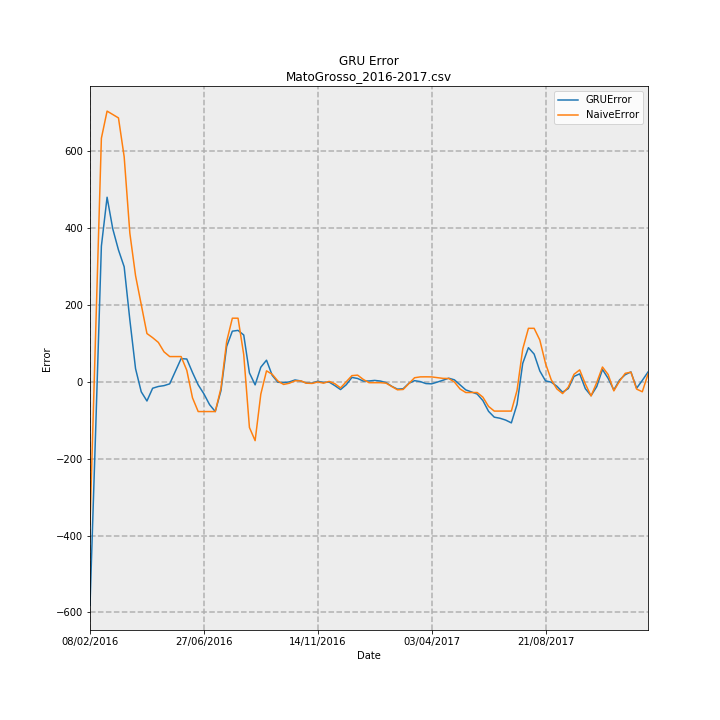 GRU Error
MatoGrosso_2016-2017.csv
GRUError
NaiveError
600
400
200
0
−200
−400
−600
Error
08/02/2016 27/06/2016 14/11/2016 03/04/2017 21/08/2017
Date